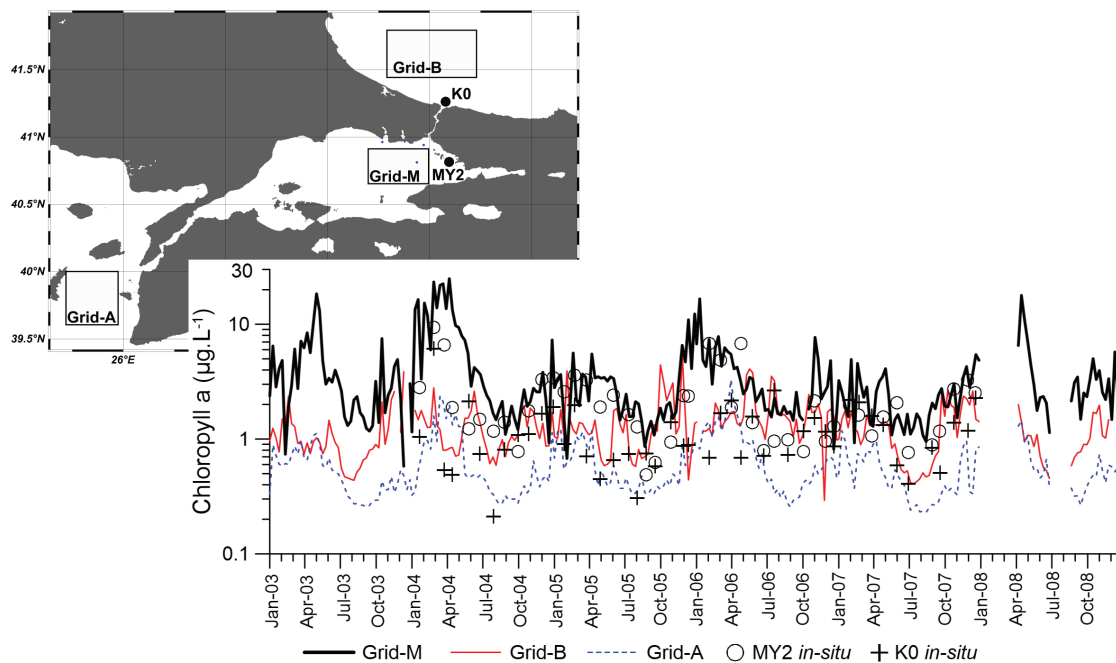 41.5°N
Grid-B
K0
41°N
Grid-M
MY2
40.5°N
40°N
Grid-A
39.5°N
26°E
30
10
1
0.1
Chloropyll a (µg.L-1)
Jan-03 Apr-03 Jul-03 Oct-03 Jan-04 Apr-04 Jul-04 Oct-04 Jan-05 Apr-05 Jul-05 Oct-05 Jan-06 Apr-06 Jul-06 Oct-06 Jan-07 Apr-07 Jul-07 Oct-07 Jan-08 Apr-08 Jul-08 Oct-08
Grid-M Grid-B Grid-A MY2 in-situ K0 in-situ